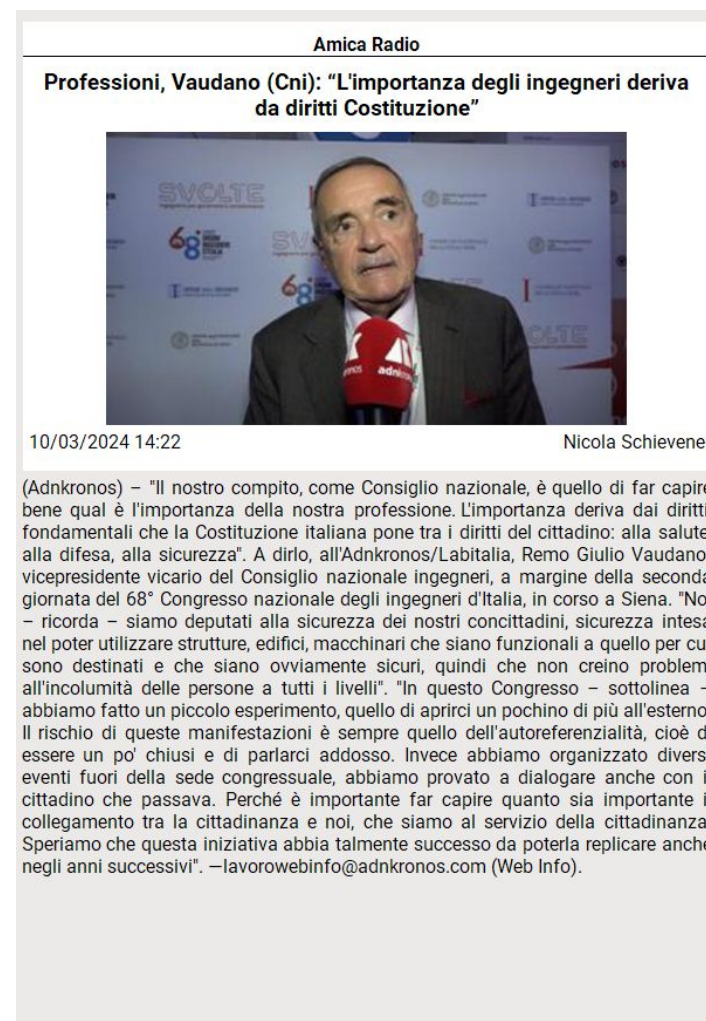 Amica Radio
Professioni, Vaudano (Cni): “L'importanza degli ingegneri deriva
da diritti Costituzione”
SVOLTE
68
adnkronos
10/03/2024 14:22
Nicola Schievene
(Adnkronos) – "Il nostro compito, come Consiglio nazionale, è quello di far capire
bene qual è l'importanza della nostra professione. L'importanza deriva dai diritti
fondamentali che la Costituzione italiana pone tra i diritti del cittadino: alla salute
alla difesa, alla sicurezza". A dirlo, all'Adnkronos/Labitalia, Remo Giulio Vaudano
vicepresidente vicario del Consiglio nazionale ingegneri, a margine della seconda
giornata del 68° Congresso nazionale degli ingegneri d'Italia, in corso a Siena. "No
– ricorda – siamo deputati alla sicurezza dei nostri concittadini, sicurezza intesa
nel poter utilizzare strutture, edifici, macchinari che siano funzionali a quello per cu
sono destinati e che siano ovviamente sicuri, quindi che non creino problem
all'incolumità delle persone a tutti i livelli". "In questo Congresso – sottolinea –
abbiamo fatto un piccolo esperimento, quello di aprirci un pochino di più all'esterno
Il rischio di queste manifestazioni è sempre quello dell'autoreferenzialità, cioè d
essere un po' chiusi e di parlarci addosso. Invece abbiamo organizzato divers
eventi fuori della sede congressuale, abbiamo provato a dialogare anche con i
cittadino che passava. Perché è importante far capire quanto sia importante i
collegamento tra la cittadinanza e noi, che siamo al servizio della cittadinanza
Speriamo che questa iniziativa abbia talmente successo da poterla replicare anche
negli anni successivi". —lavorowebinfo@adnkronos.com (Web Info).